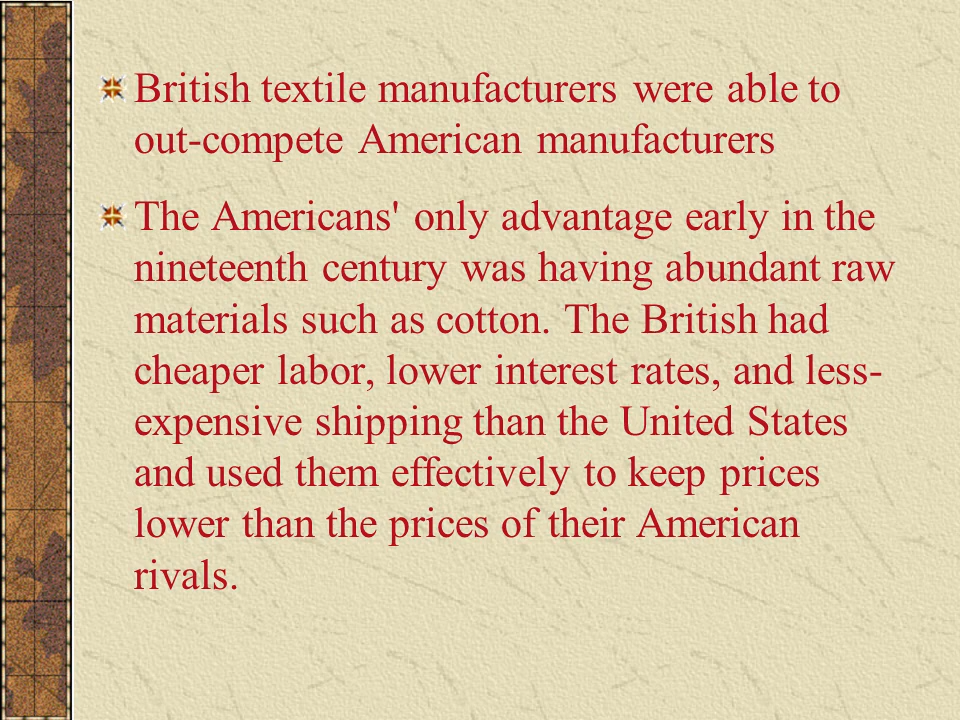 British textile manufacturers were able to
out-compete American manufacturers
The Americans' only advantage early in the
nineteenth century was having abundant raw
materials such as cotton. The British had
cheaper labor, lower interest rates, and less-
expensive shipping than the United States
and used them effectively to keep prices
lower than the prices of their American
rivals.